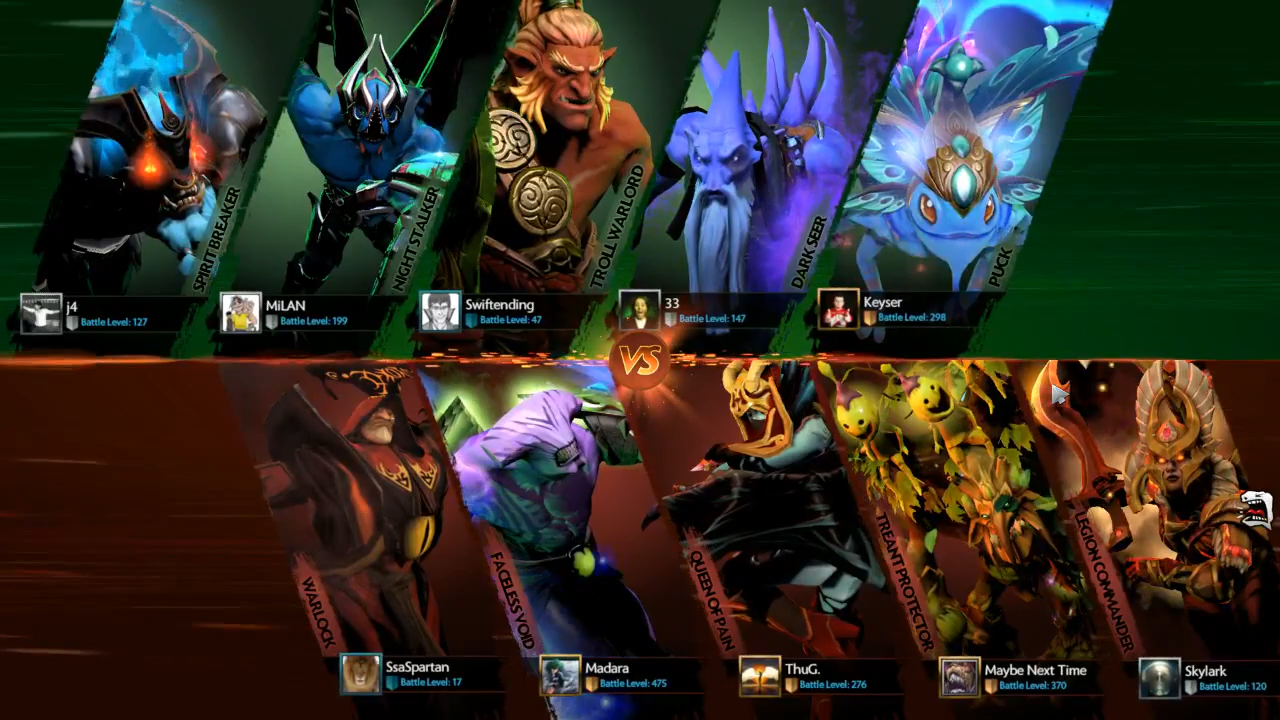 SPIRIT BREAKER
NIGHT STALKER
TROLL WARLORD
DARK SEER
PUCK
j4
Battle Level: 127
MiLAN
Battle Level: 199
Swiftending
Battle Level: 47
33
Battle Level: 147
Keyser
Battle Level: 298
VS
WARLOCK
FACELESS VOID
QUEEN OF PAIN
TREANT PROTECTOR
LEGION COMMANDER
SsaSpartan
Battle Level: 17
Madara
Battle Level: 475
ThuG.
Battle Level: 276
Maybe Next Time
Battle Level: 370
Skylark
Battle Level: 120